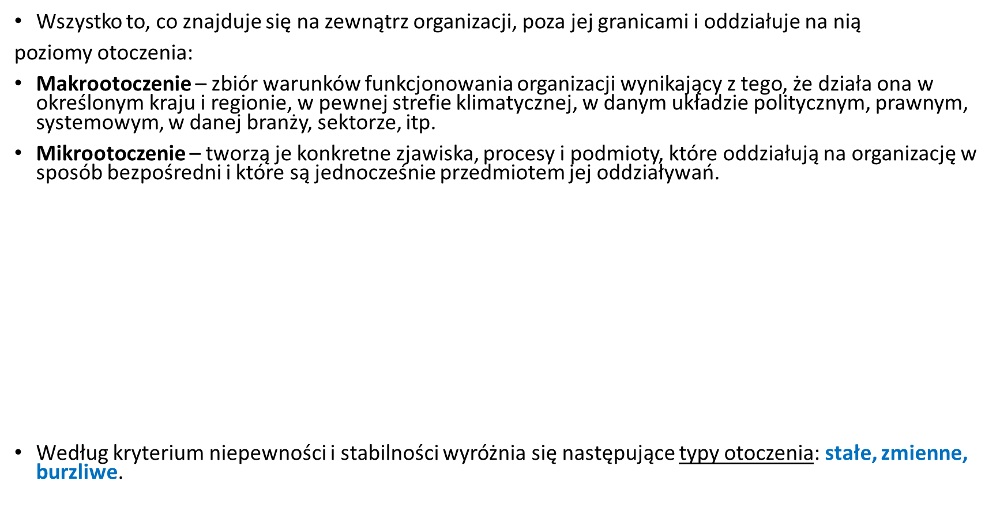 • Wszystko to, co znajduje się na zewnątrz organizacji, poza jej granicami i oddziałuje na nią
poziomy otoczenia:
• Makrootoczenie – zbiór warunków funkcjonowania organizacji wynikający z tego, że działa ona w
określonym kraju i regionie, w pewnej strefie klimatycznej, w danym układzie politycznym, prawnym,
systemowym, w danej branży, sektorze, itp.
• Mikrootoczenie – tworzą je konkretne zjawiska, procesy i podmioty, które oddziałują na organizację w
sposób bezpośredni i które są jednocześnie przedmiotem jej oddziaływań.
• Według kryterium niepewności i stabilności wyróżnia się następujące typy otoczenia: stałe, zmienne,
burzliwe.